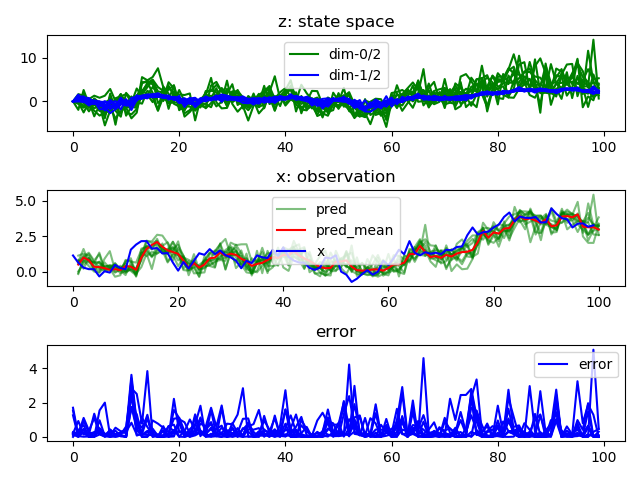 z: state space
10
0
dim-0/2
dim-1/2
0 20 40 60 80 100
x: observation
5.0
2.5
0.0
pred
pred_mean
x
0 20 40 60 80 100
error
4
2
0
error
0 20 40 60 80 100